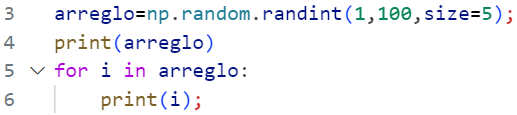 3 arreglo=np.random.randint(1,100,size=5);
4 print(arreglo)
5 for i in arreglo:
6     print(i);